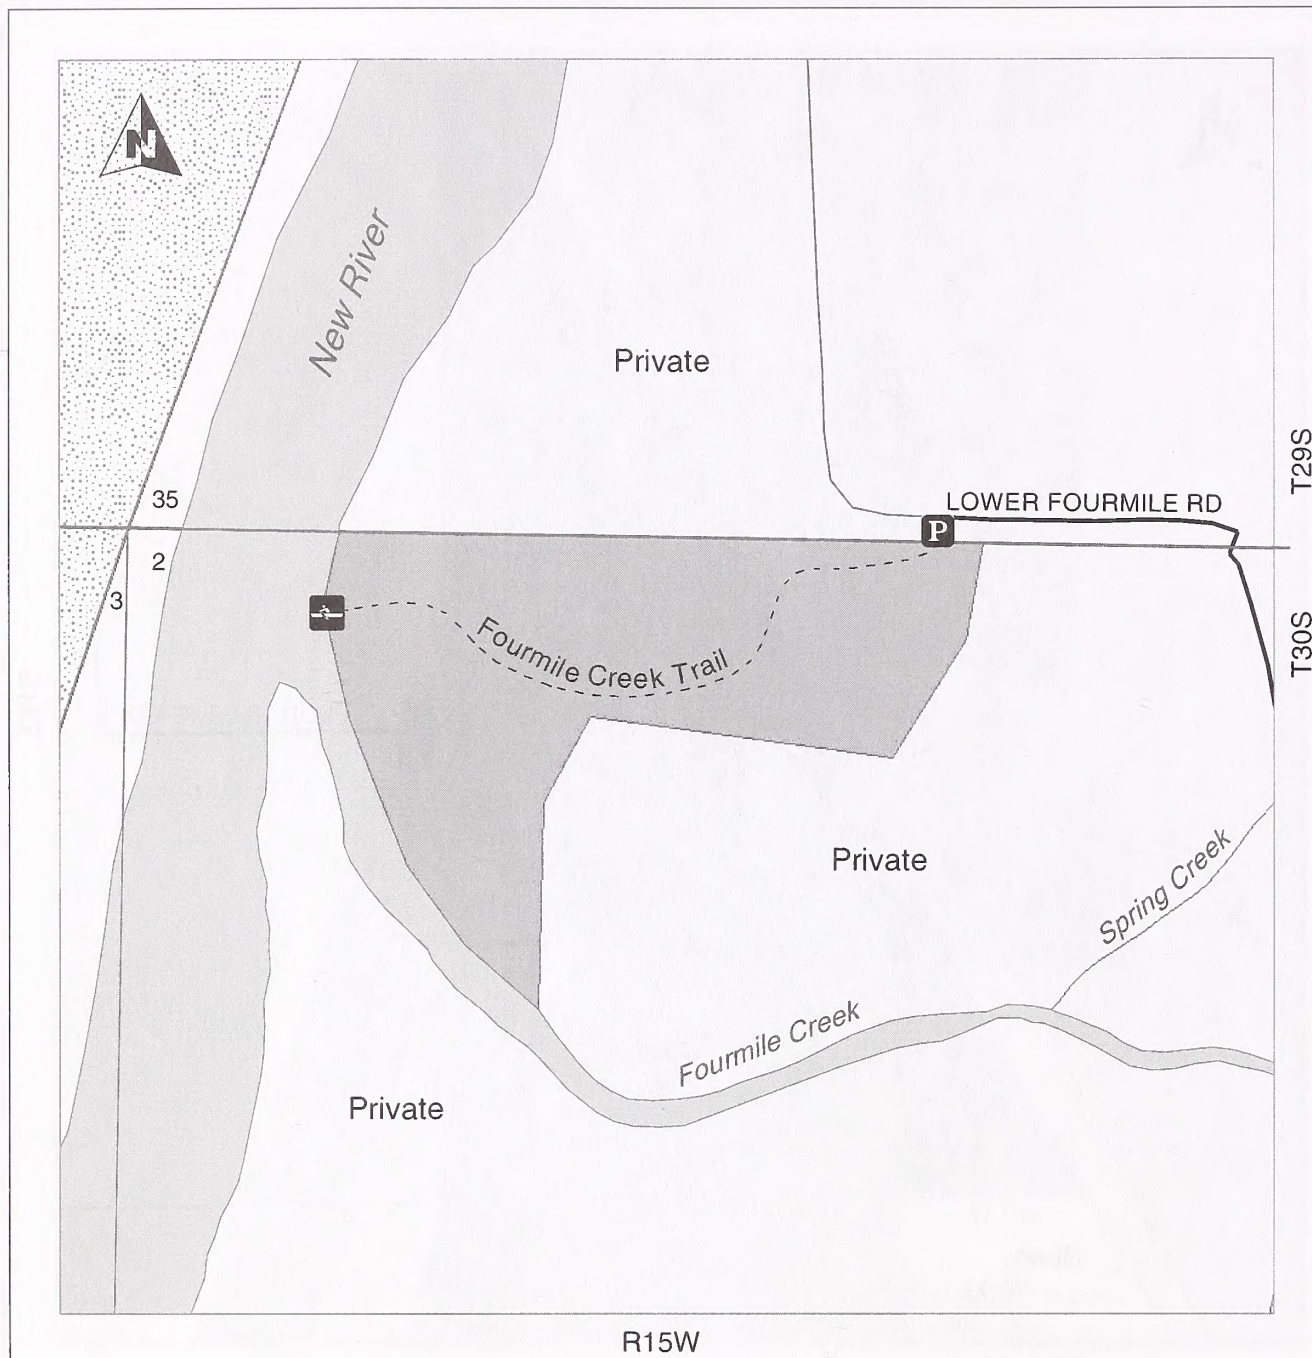 N
New River
Private
T29S
35
LOWER FOURMILE RD
P
2
3
T30S
Fourmile Creek Trail
Private
Spring Creek
Fourmile Creek
Private
R15W